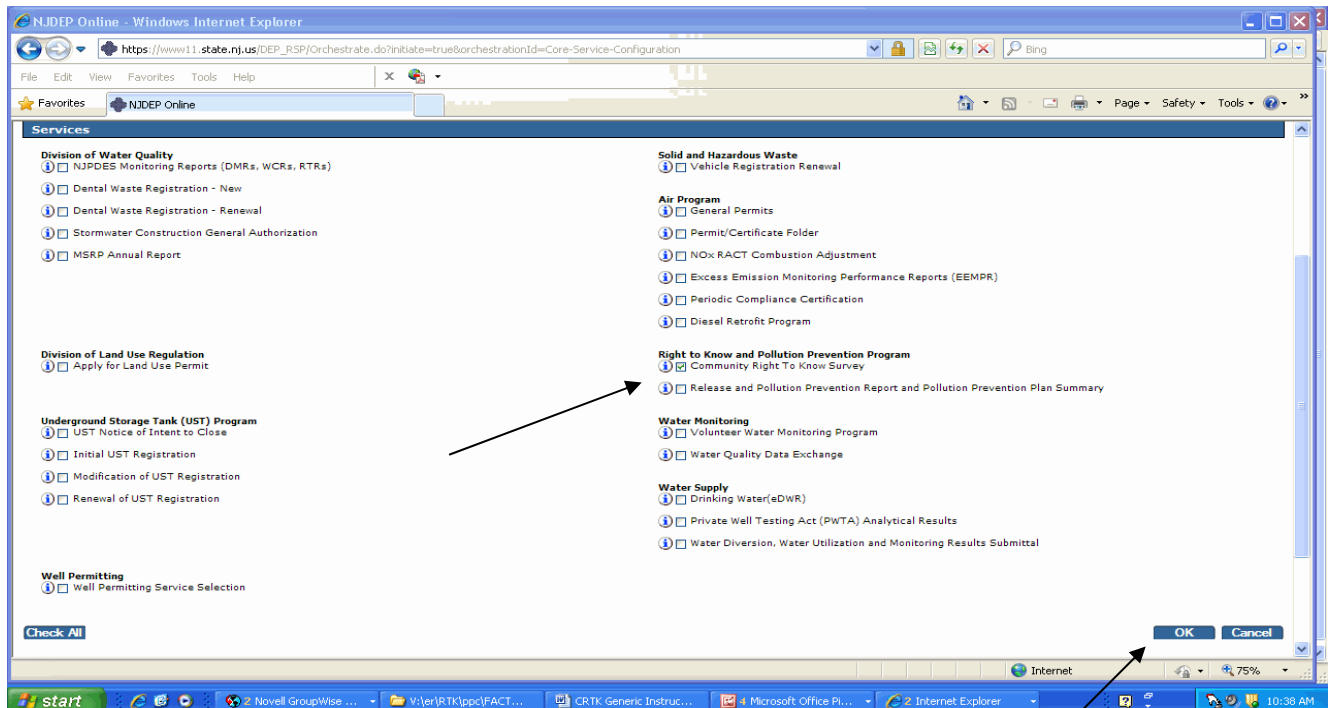 NJDEP Online - Windows Internet Explorer
https://www11.state.nj.us/DEP_RSP/Orchestrate.do?initiate=true&orchestrationId=Core-Service-Configuration
Bing
File Edit View Favorites Tools Help
X
Favorites NJDEP Online Page Safety Tools
Services
Division of Water Quality
NJPDES Monitoring Reports (DMRs, WCRs, RTRs)
Dental Waste Registration - New
Dental Waste Registration - Renewal
Stormwater Construction General Authorization
MSRP Annual Report
Solid and Hazardous Waste
Vehicle Registration Renewal
Air Program
General Permits
Permit/Certificate Folder
NOx RACT Combustion Adjustment
Excess Emission Monitoring Performance Reports (EEMPR)
Periodic Compliance Certification
Diesel Retrofit Program
Division of Land Use Regulation
Apply for Land Use Permit
Right to Know and Pollution Prevention Program
Community Right To Know Survey
Release and Pollution Prevention Report and Pollution Prevention Plan Summary
Underground Storage Tank (UST) Program
UST Notice of Intent to Close
Initial UST Registration
Modification of UST Registration
Renewal of UST Registration
Water Monitoring
Volunteer Water Monitoring Program
Water Quality Data Exchange
Water Supply
Drinking Water(eDWR)
Private Well Testing Act (PWTA) Analytical Results
Water Diversion, Water Utilization and Monitoring Results Submittal
Well Permitting
Well Permitting Service Selection
Check All
OK Cancel
Internet 75%
start 2 Novell GroupWise ... V:\er\RTK\ppc\FACT... CRTK Generic Instruc... 4 Microsoft Office Pi... 2 Internet Explorer 10:38 AM